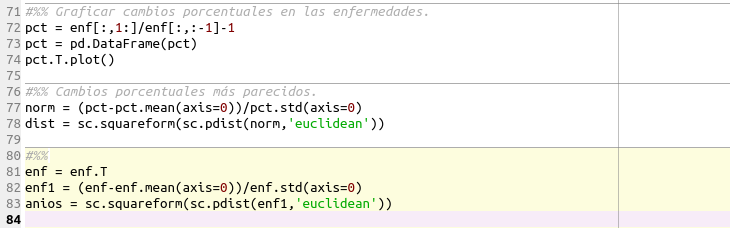 71 #%% Graficar cambios porcentuales en las enfermedades.
72 pct = enf[:,1:]/enf[:,:-1]-1
73 pct = pd.DataFrame(pct)
74 pct.T.plot()
75
76 #%% Cambios porcentuales más parecidos.
77 norm = (pct-pct.mean(axis=0))/pct.std(axis=0)
78 dist = sc.squareform(sc.pdist(norm,'euclidean'))
79
80 #%%
81 enf = enf.T
82 enf1 = (enf-enf.mean(axis=0))/enf.std(axis=0)
83 anios = sc.squareform(sc.pdist(enf1,'euclidean'))
84